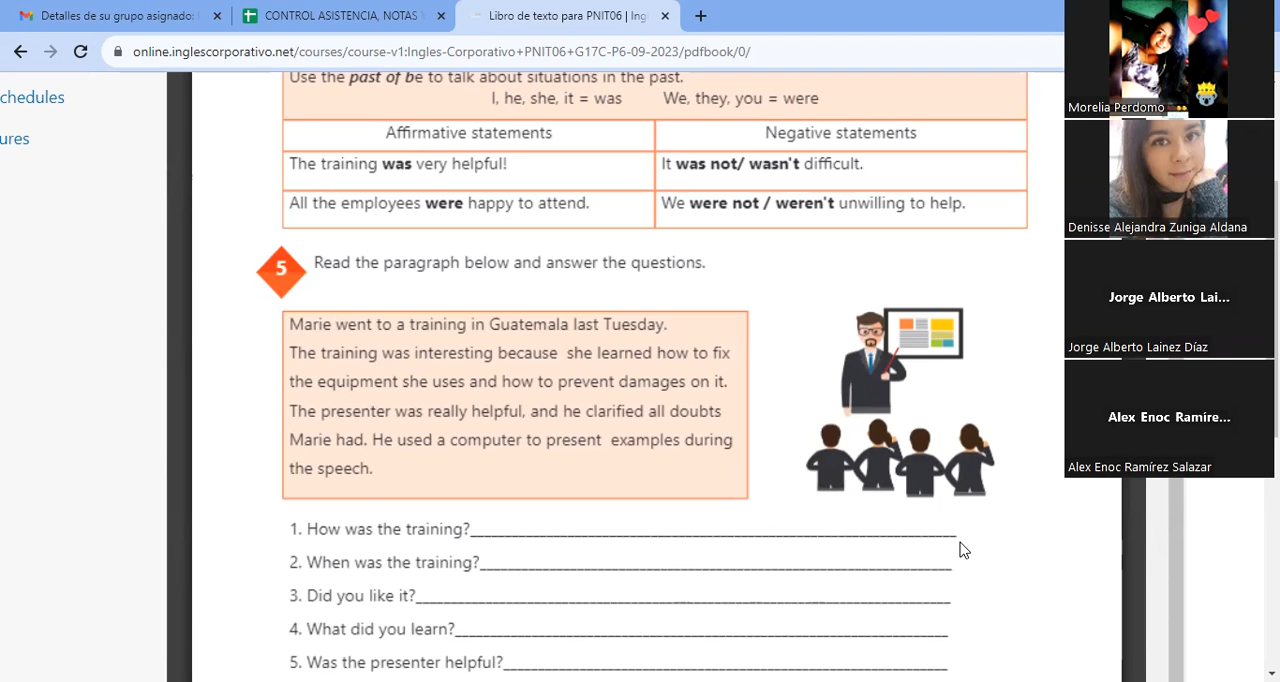 Detalles de su grupo asignado:
CONTROL ASISTENCIA, NOTAS Y
Libro de texto para PNIT06 | Ing
online.inglescorporativo.net/courses/course-v1:Ingles-Corporativo+PNIT06+G17C-P6-09-2023/pdfbook/0/
chedules
ures
Use the past of be to talk about situations in the past.
I, he, she, it = was We, they, you = were
Affirmative statements Negative statements
The training was very helpful! It was not/ wasn't difficult.
All the employees were happy to attend. We were not / weren't unwilling to help.
5 Read the paragraph below and answer the questions.
Marie went to a training in Guatemala last Tuesday.
The training was interesting because she learned how to fix
the equipment she uses and how to prevent damages on it.
The presenter was really helpful, and he clarified all doubts
Marie had. He used a computer to present examples during
the speech.
1. How was the training?
2. When was the training?
3. Did you like it?
4. What did you learn?
5. Was the presenter helpful?
Morelia Perdomo
Denisse Alejandra Zuniga Aldana
Jorge Alberto Lai...
Jorge Alberto Lainez Díaz
Alex Enoc Ramíre...
Alex Enoc Ramírez Salazar